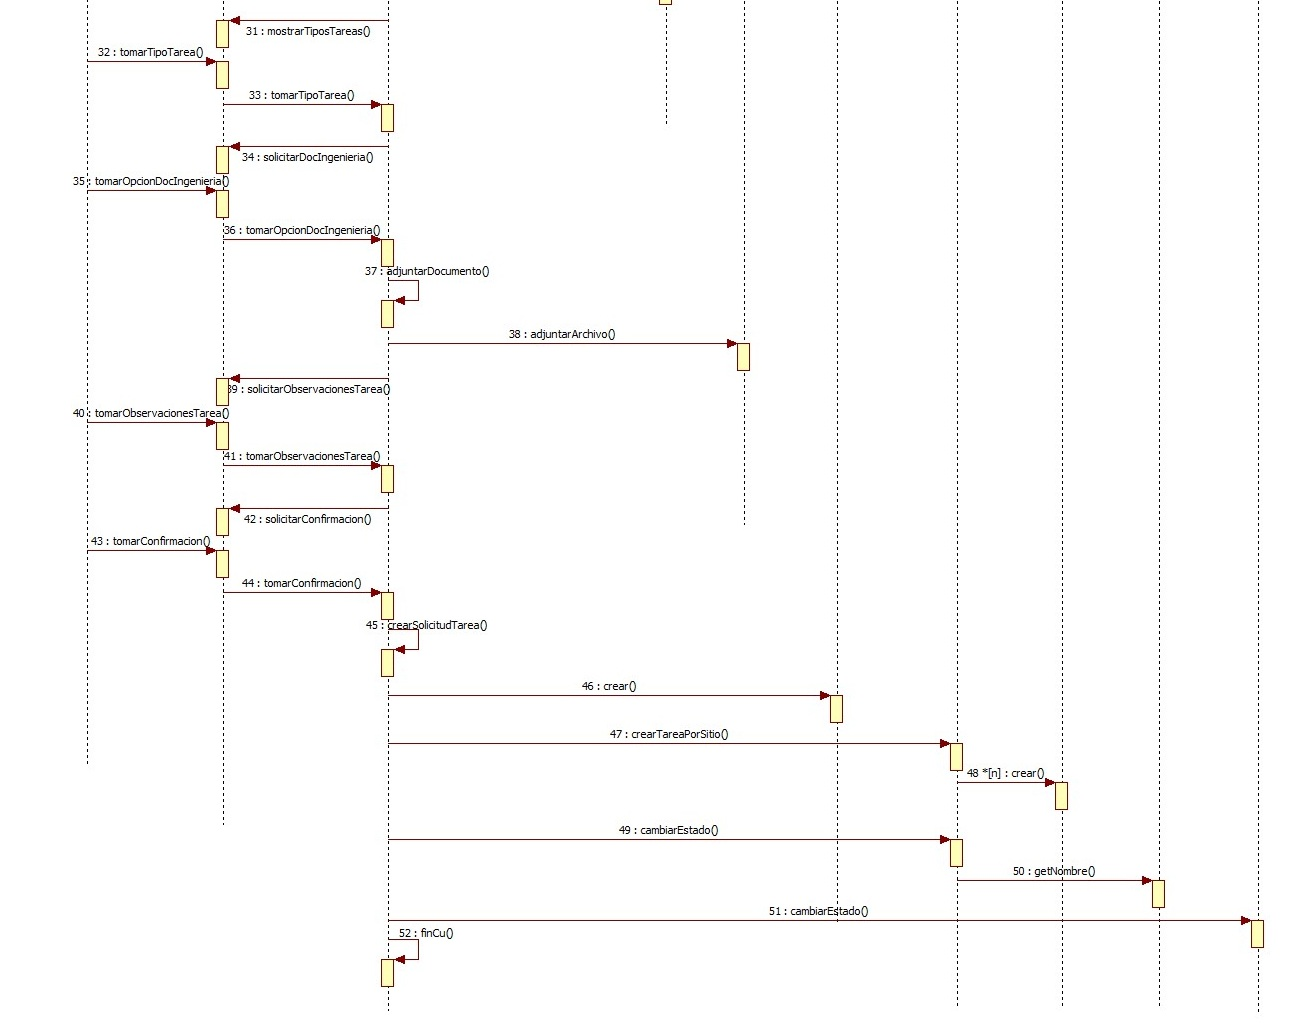 31 : mostrarTiposTareas()
32 : tomarTipoTarea()
33 : tomarTipoTarea()
34 : solicitarDocIngenieria()
35 : tomarOpcionDocIngenieria()
36 : tomarOpcionDocIngenieria()
37 : adjuntarDocumento()
38 : adjuntarArchivo()
39 : solicitarObservacionesTarea()
40 : tomarObservacionesTarea()
41 : tomarObservacionesTarea()
42 : solicitarConfirmacion()
43 : tomarConfirmacion()
44 : tomarConfirmacion()
45 : crearSolicitudTarea()
46 : crear()
47 : crearTareaPorSitio()
48 *[n] : crear()
49 : cambiarEstado()
50 : getNombre()
51 : cambiarEstado()
52 : finCu()